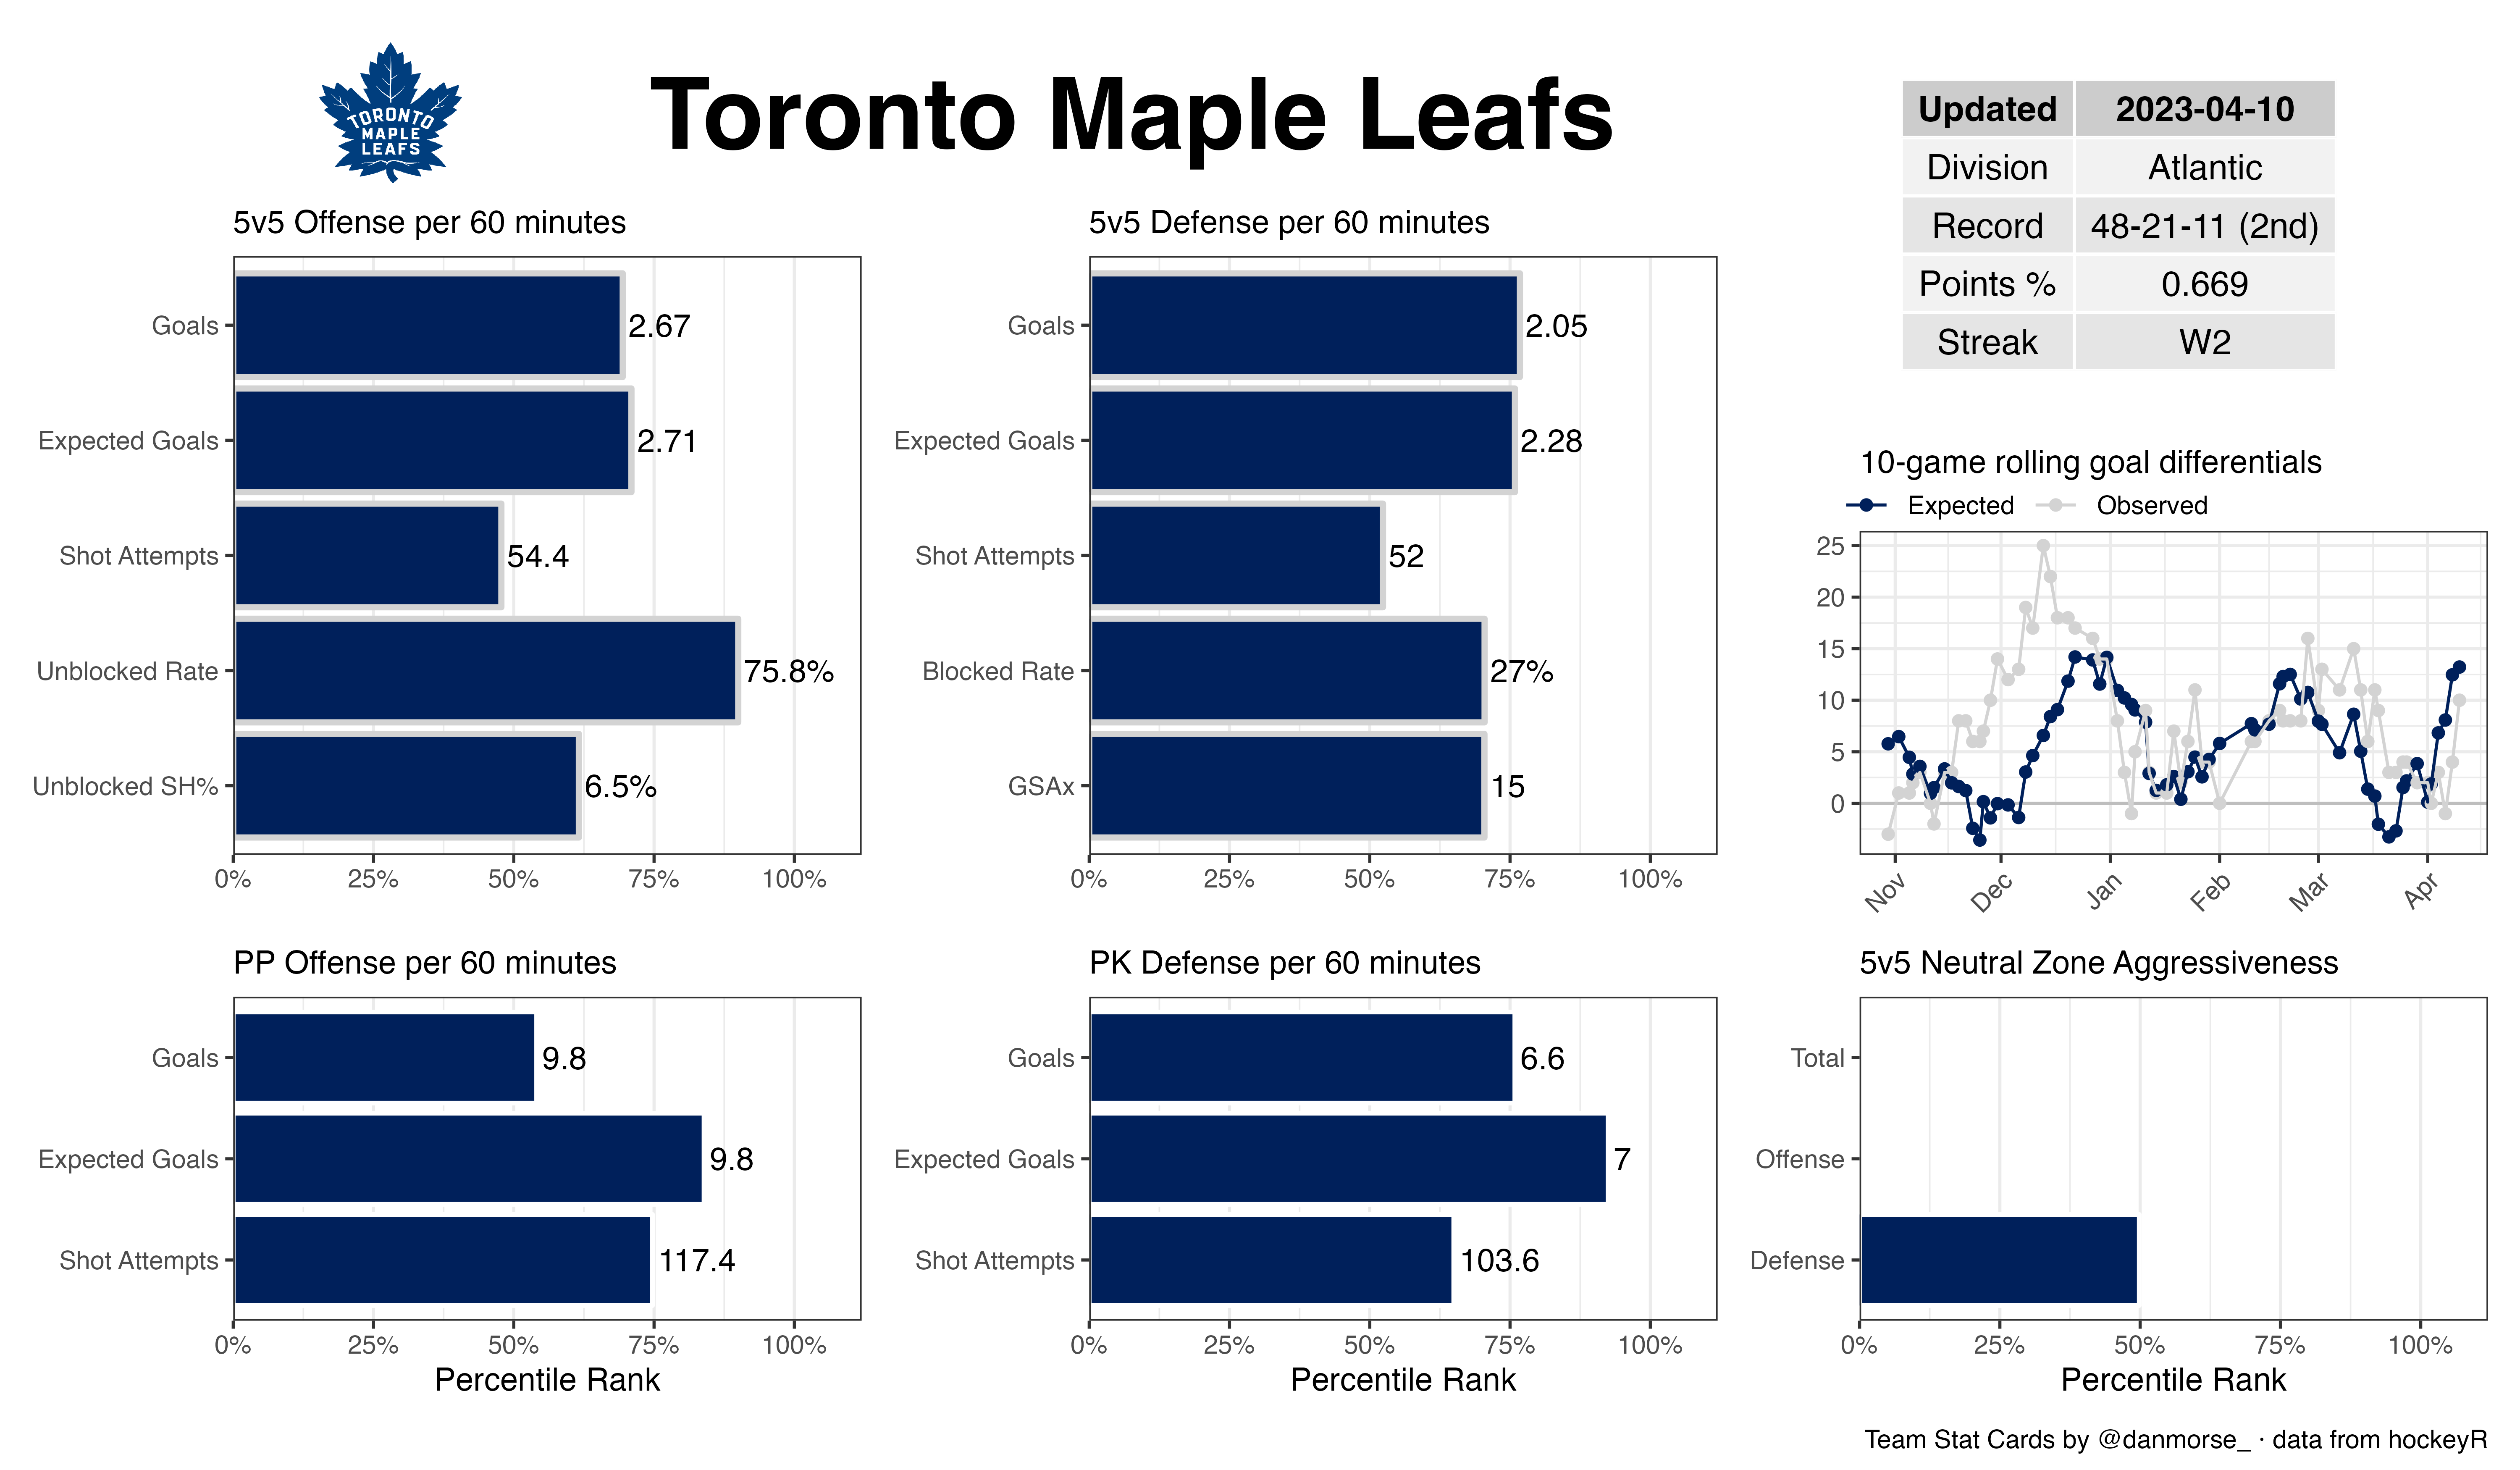 TORONTO
MAPLE
LEAFS
Toronto Maple Leafs
Updated 2023-04-10
Division Atlantic
Record 48-21-11 (2nd)
Points % 0.669
Streak W2
5v5 Offense per 60 minutes
Goals 2.67
Expected Goals 2.71
Shot Attempts 54.4
Unblocked Rate 75.8%
Unblocked SH% 6.5%
0% 25% 50% 75% 100%
5v5 Defense per 60 minutes
Goals 2.05
Expected Goals 2.28
Shot Attempts 52
Blocked Rate 27%
GSAx 15
0% 25% 50% 75% 100%
10-game rolling goal differentials
Expected Observed
25
20
15
10
5
0
Nov Dec Jan Feb Mar Apr
PP Offense per 60 minutes
Goals 9.8
Expected Goals 9.8
Shot Attempts 117.4
0% 25% 50% 75% 100%
Percentile Rank
PK Defense per 60 minutes
Goals 6.6
Expected Goals 7
Shot Attempts 103.6
0% 25% 50% 75% 100%
Percentile Rank
5v5 Neutral Zone Aggressiveness
Total
Offense
Defense
0% 25% 50% 75% 100%
Percentile Rank
Team Stat Cards by @danmorse_ · data from hockeyR